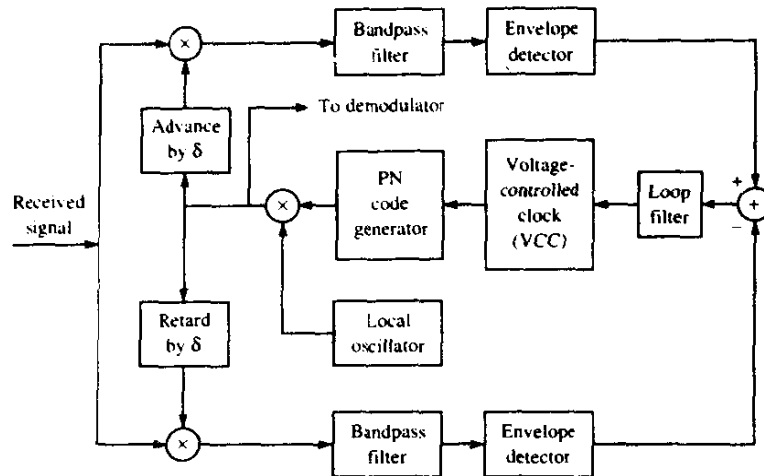 Bandpass
filter
Envelope
detector
To demodulator
Advance
by δ
Received
signal
PN
code
generator
Voltage-
controlled
clock
(VCC)
Loop
filter
+
+
−
×
×
×
Retard
by δ
Local
oscillator
Bandpass
filter
Envelope
detector